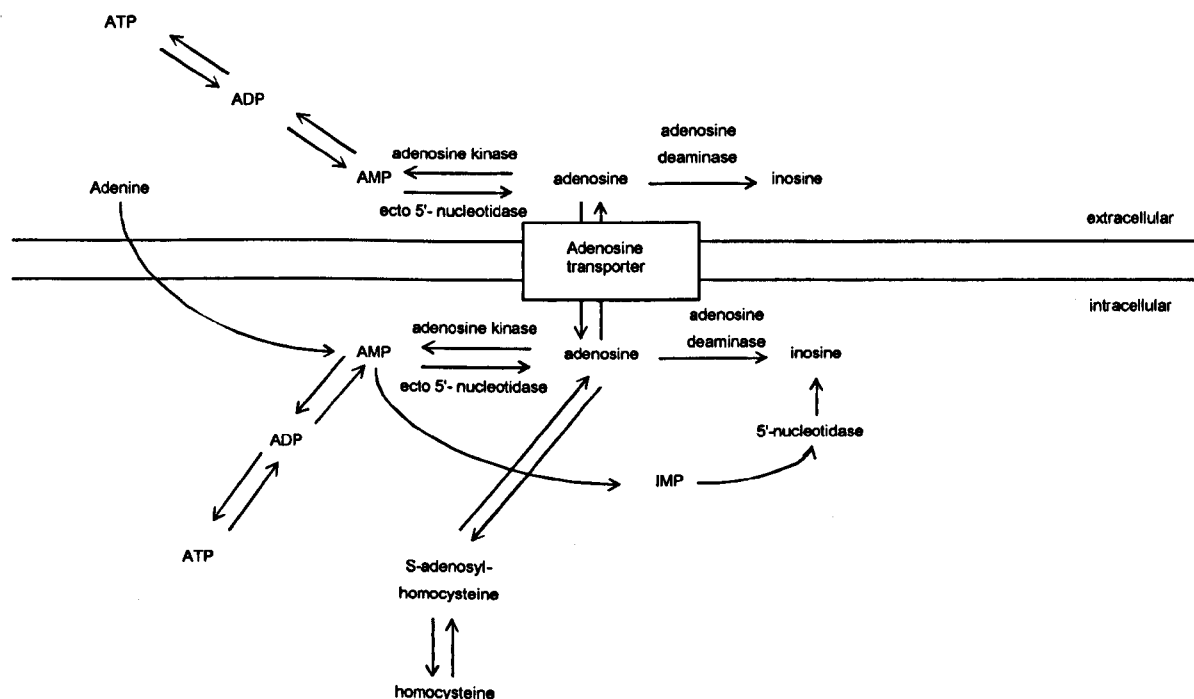 ATP
ADP
adenosine
deaminase
adenosine kinase
AMP
adenosine
inosine
Adenine
ecto 5'- nucleotidase
extracellular
Adenosine
transporter
intracellular
adenosine
deaminase
adenosine kinase
AMP
adenosine
inosine
ecto 5'- nucleotidase
ADP
5'-nucleotidase
IMP
ATP
S-adenosyl-
homocysteine
homocysteine